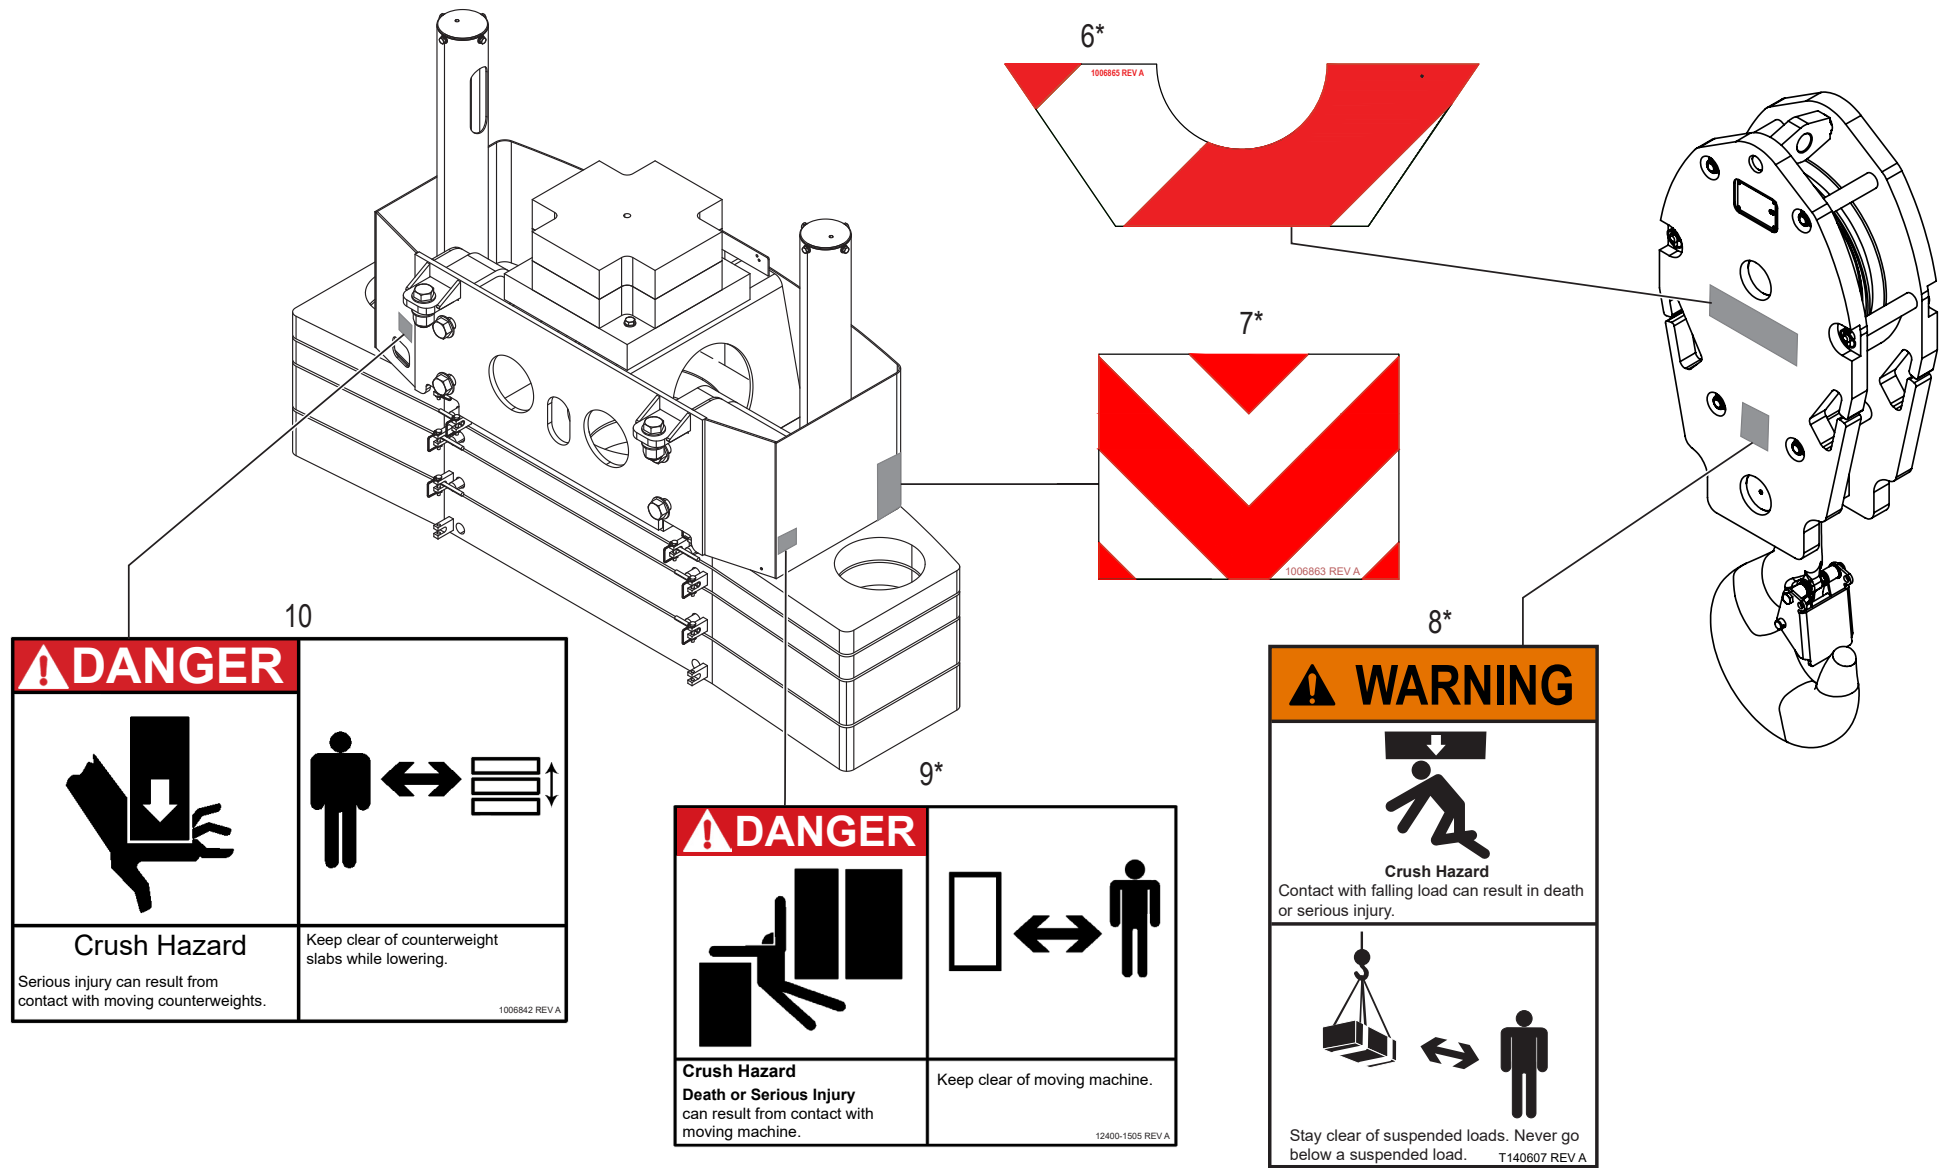 6*
1006865 REV A
7*
1006863 REV A
10
DANGER
Crush Hazard
Serious injury can result from
contact with moving counterweights.
Keep clear of counterweight
slabs while lowering.
1006842 REV A
9*
DANGER
Crush Hazard
Death or Serious Injury
can result from contact with
moving machine.
Keep clear of moving machine.
12400-1505 REV A
8*
WARNING
Crush Hazard
Contact with falling load can result in death
or serious injury.
Stay clear of suspended loads. Never go
below a suspended load.
T140607 REV A